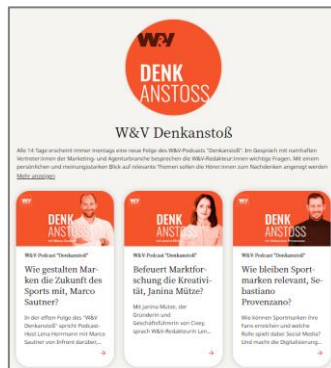 W&V
DENK
ANSTOSS
W&V Denkanstoß
Alle 14 Tage erscheint immer montags eine neue Folge des W&V-Podcasts "Denkanstoß". Im Gespräch mit namhaften
Vertreter:innen der Marketing- und Agenturbranche besprechen die W&V-Redakteur:innen wichtige Fragen. Mit einem
persönlichen und meinungsstarken Blick auf relevante Themen sollen die Hörer:innen zum Nachdenken angeregt werden
Mehr anzeigen
W&V
DENK
ANSTOSS
W&V-Podcast "Denkanstoß"
Wie gestalten Mar-
ken die Zukunft des
Sports mit, Marco
Sautner?
In der elften Folge des "W&V
Denkanstoß" spricht Podcast-
Host Lena Herrmann mit Marco
Sautner von Infront darüber,...
W&V
DENK
ANSTOSS
W&V-Podcast "Denkanstoß"
Befeuert Marktfor-
schung die Kreativi-
tät, Janina Mütze?
Mit Janina Mütze, der
Gründerin und
Geschäftsführerin von Civey,
sprach W&V-Redakteurin Len...
W&V
DENK
ANSTOSS
W&V-Podcast "Denkanstoß"
Wie bleiben Sport-
marken relevant, Se-
bastiano
Provenzano?
Wie können Sportmarken ihre
Fans erreichen und welche
Rolle spielt dabei Social Media?
Und macht die Digitalisierung...